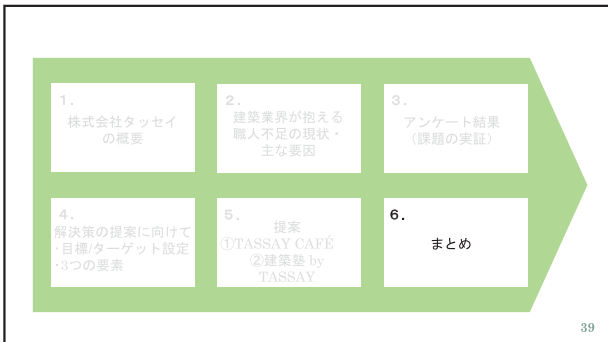 1.
株式会社タッセイ
の概要
2.
建築業界が抱える
職人不足の現状・
主な要因
3.
アンケート結果
（課題の実証）
4.
解決策の提案に向けて
・目標/ターゲット設定
・3つの要素
5.
提案
①TASSAY CAFÉ
②建築塾 by
TASSAY
6.
まとめ
39